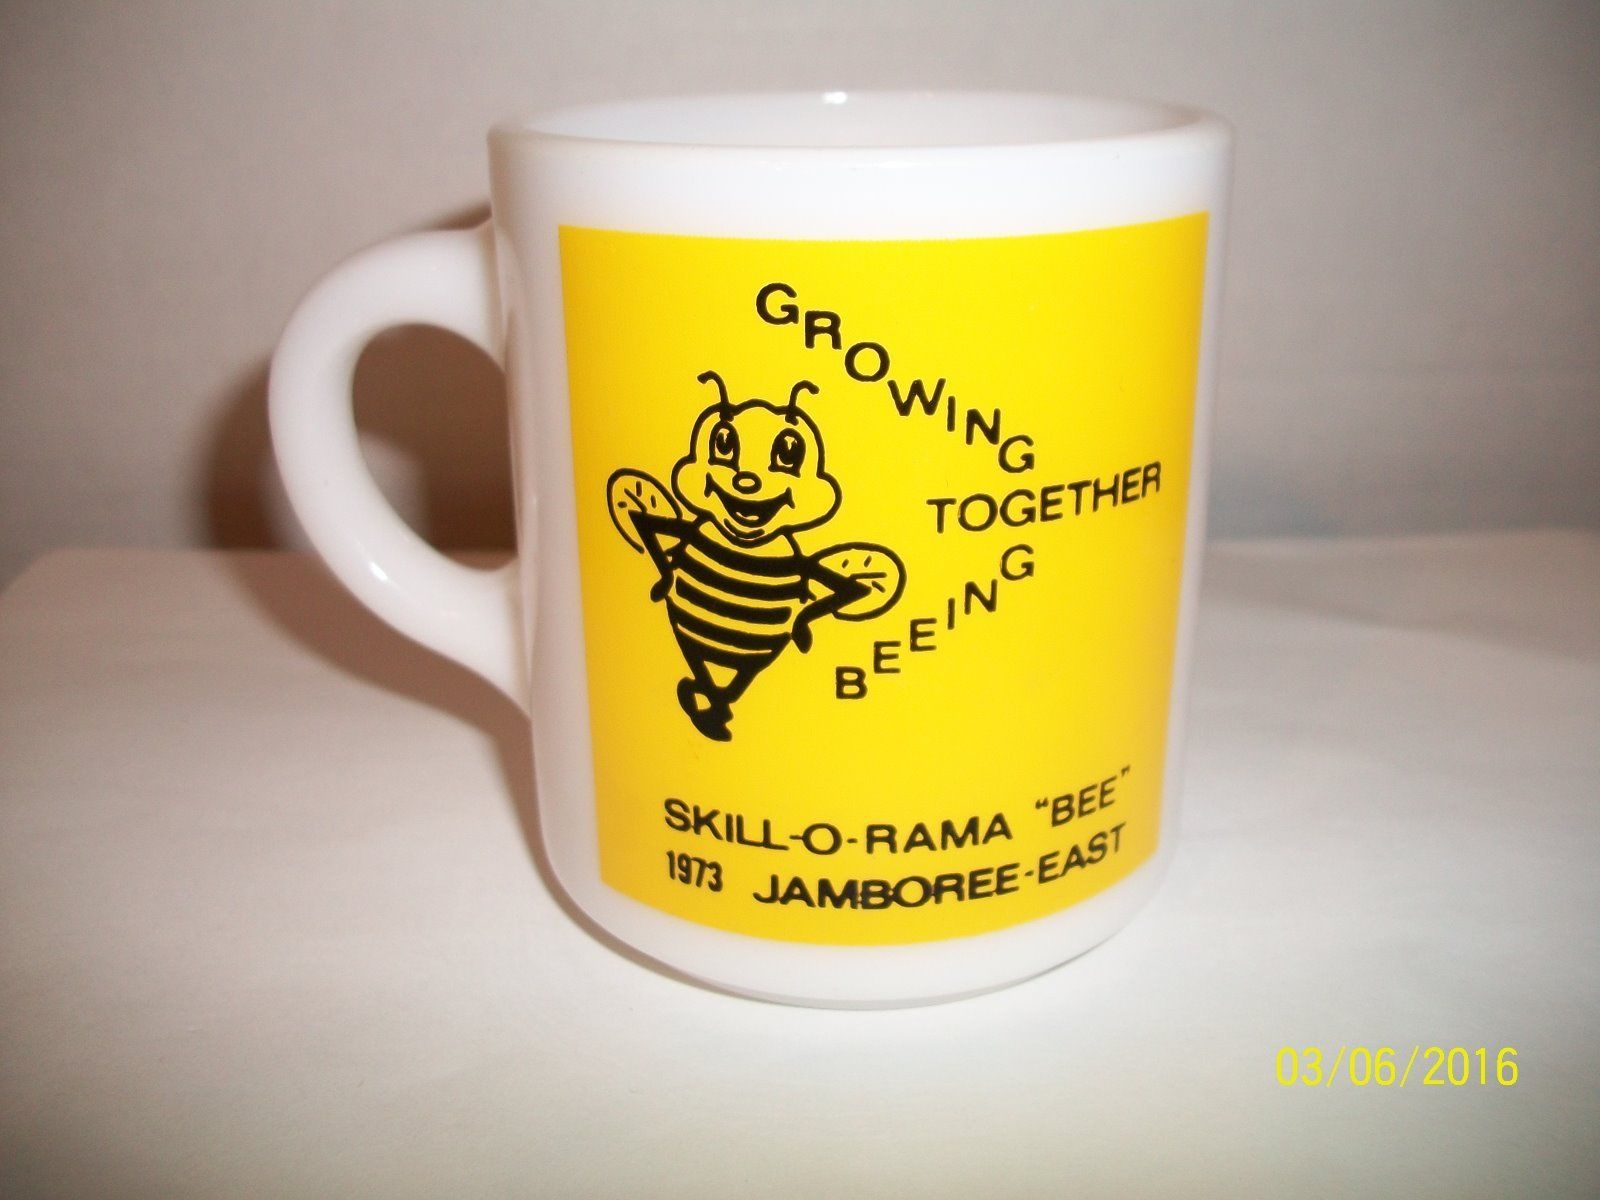 GROWING
TOGETHER
BEEING
SKILL-O-RAMA "BEE"
1973 JAMBOREE-EAST
03/06/2016